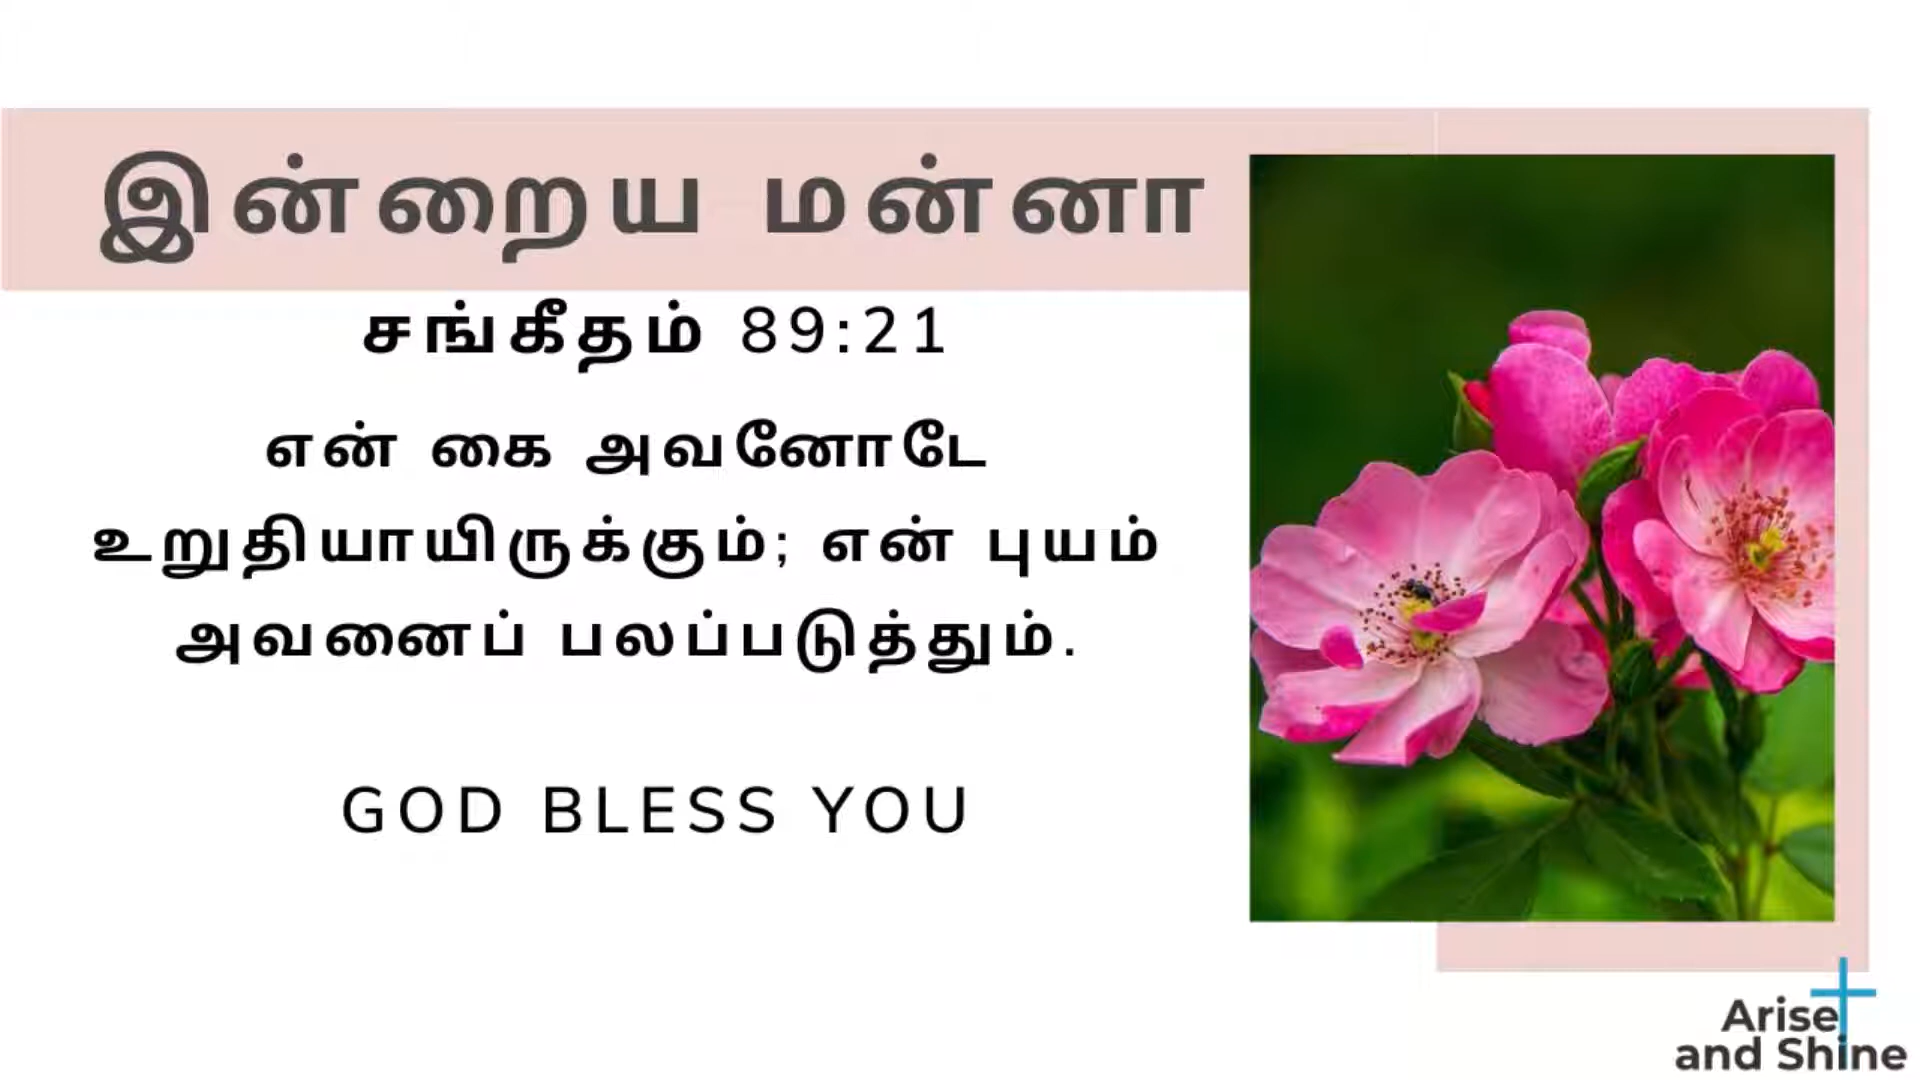 இன்றைய மன்னா
சங்கீதம் 89:21
என் கை அவனோடே
உறுதியாயிருக்கும்; என் புயம்
அவனைப் பலப்படுத்தும்.
GOD BLESS YOU
Arise
and Shine